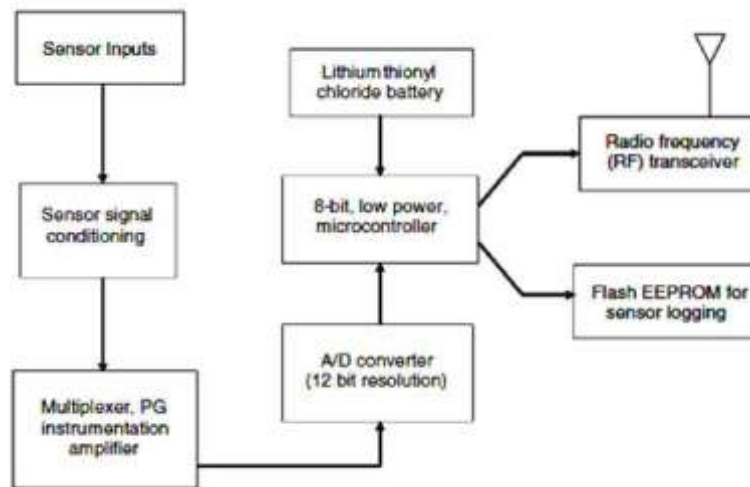 Sensor Inputs
Sensor signal
conditioning
Multiplexer, PG
instrumentation
amplifier
Lithium thionyl
chloride battery
8-bit, low power,
microcontroller
A/D converter
(12 bit resolution)
Radio frequency
(RF) transceiver
Flash EEPROM for
sensor logging